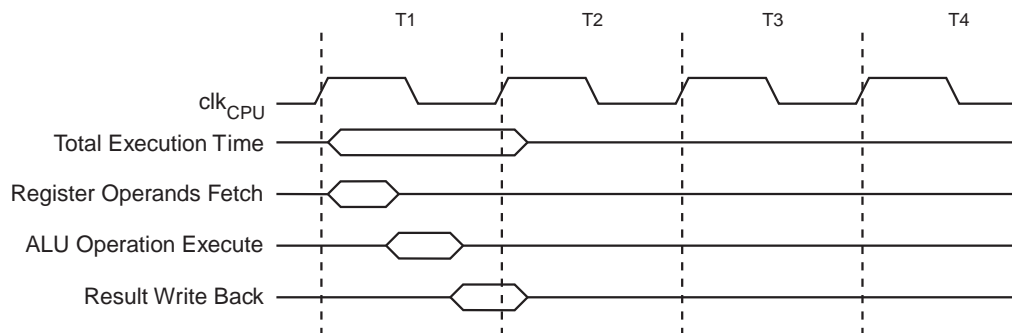 T1 T2 T3 T4
clkCPU
Total Execution Time
Register Operands Fetch
ALU Operation Execute
Result Write Back